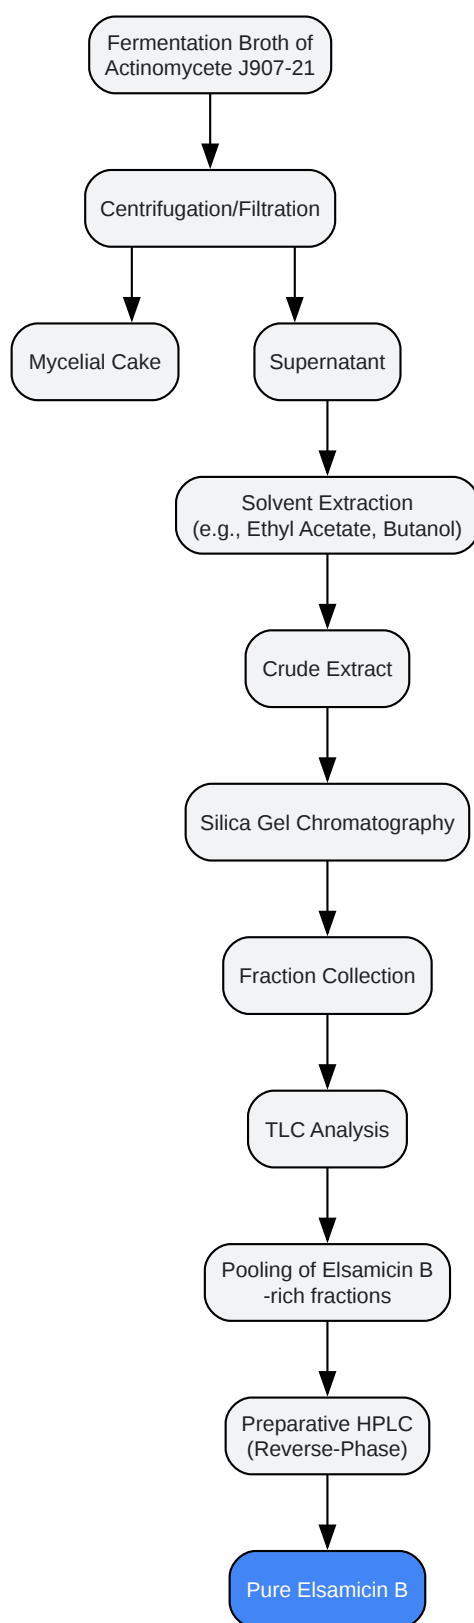 Fermentation Broth of
Actinomycete J907-21
Centrifugation/Filtration
Mycelial Cake
Supernatant
Solvent Extraction
(e.g., Ethyl Acetate, Butanol)
Crude Extract
Silica Gel Chromatography
Fraction Collection
TLC Analysis
Pooling of Elsamicin B
-rich fractions
Preparative HPLC
(Reverse-Phase)
Pure Elsamicin B